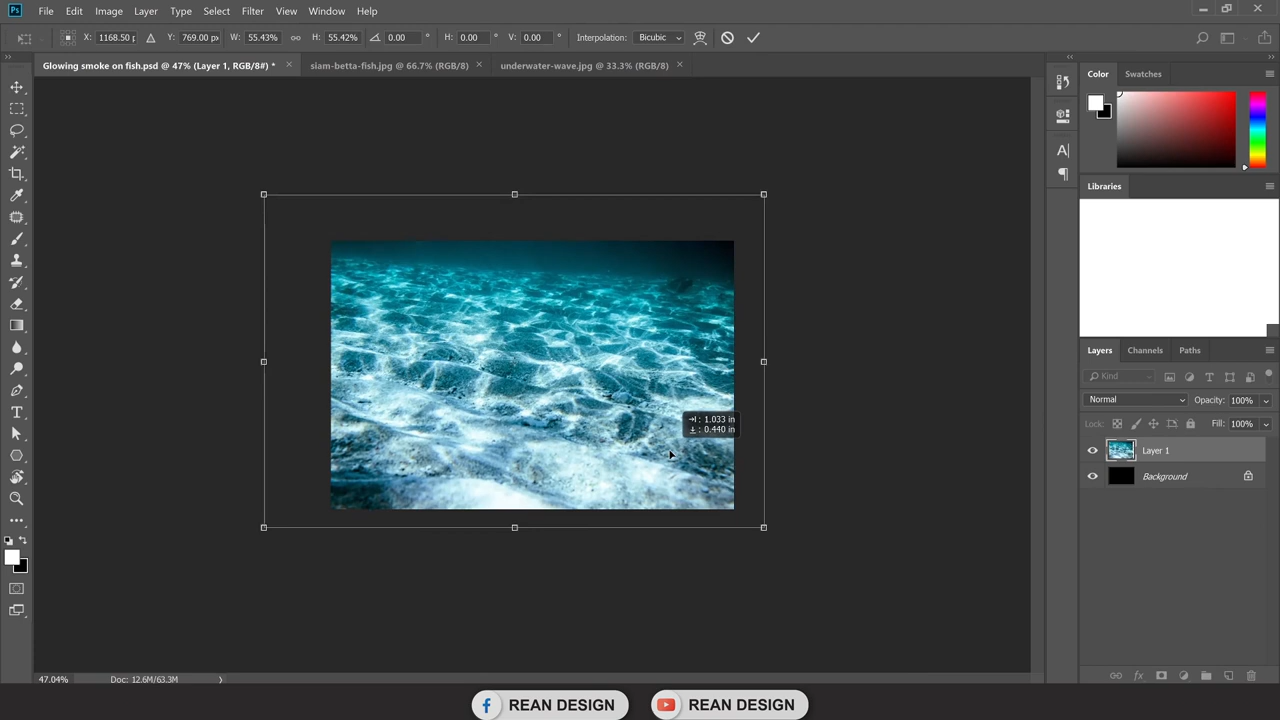 Ps File Edit Image Layer Type Select Filter View Window Help
X: 1168.50 p Y: 769.00 px W: 55.43% H: 55.42% 0.00 ° H: 0.00 ° V: 0.00 ° Interpolation: Bicubic
Glowing smoke on fish.psd @ 47% (Layer 1, RGB/8#) * × siam-betta-fish.jpg @ 66.7% (RGB/8) × underwater-wave.jpg @ 33.3% (RGB/8) ×
Color Swatches
Libraries
Layers Channels Paths
Kind
Normal Opacity: 100%
Lock: Fill: 100%
Layer 1
Background
: 1.033 in
: 0.440 in
47.04% Doc: 12.6M/63.3M
REAN DESIGN REAN DESIGN